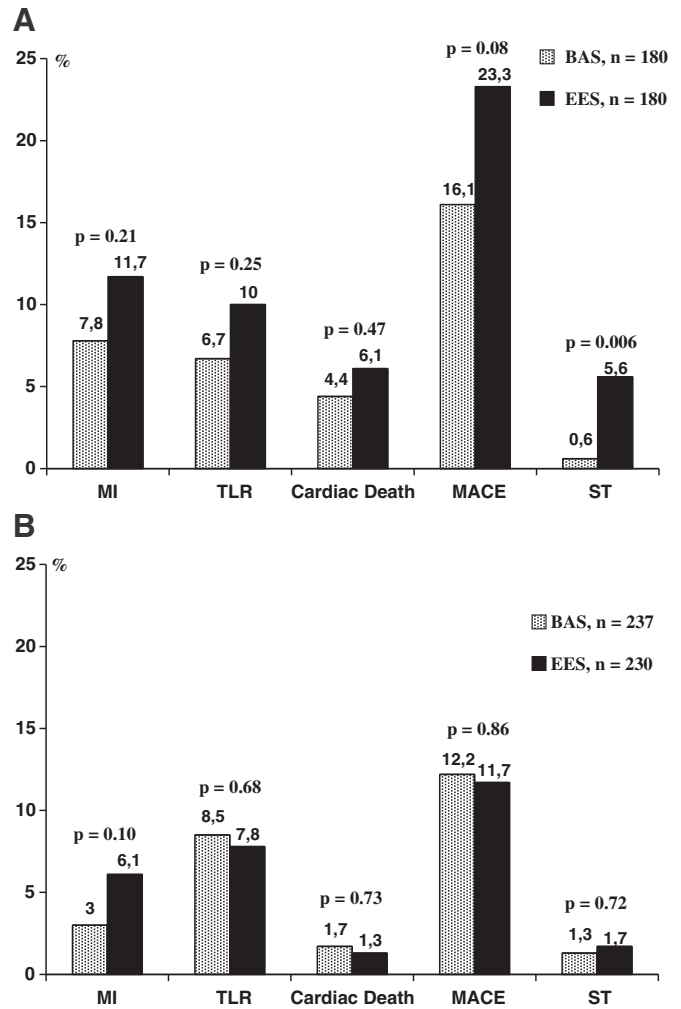 A
25 %
p = 0.08
23,3
BAS, n = 180
EES, n = 180
20
16,1
15
p = 0.21
11,7
p = 0.25
10
10
7,8
6,7
p = 0.47
6,1
4,4
p = 0.006
5,6
5
0,6
0
MI TLR Cardiac Death MACE ST
B
25 %
BAS, n = 237
EES, n = 230
20
15
p = 0.86
12,2 11,7
p = 0.68
10
8,5
7,8
p = 0.10
6,1
5
3
p = 0.73
1,7 1,3
p = 0.72
1,3 1,7
0
MI TLR Cardiac Death MACE ST